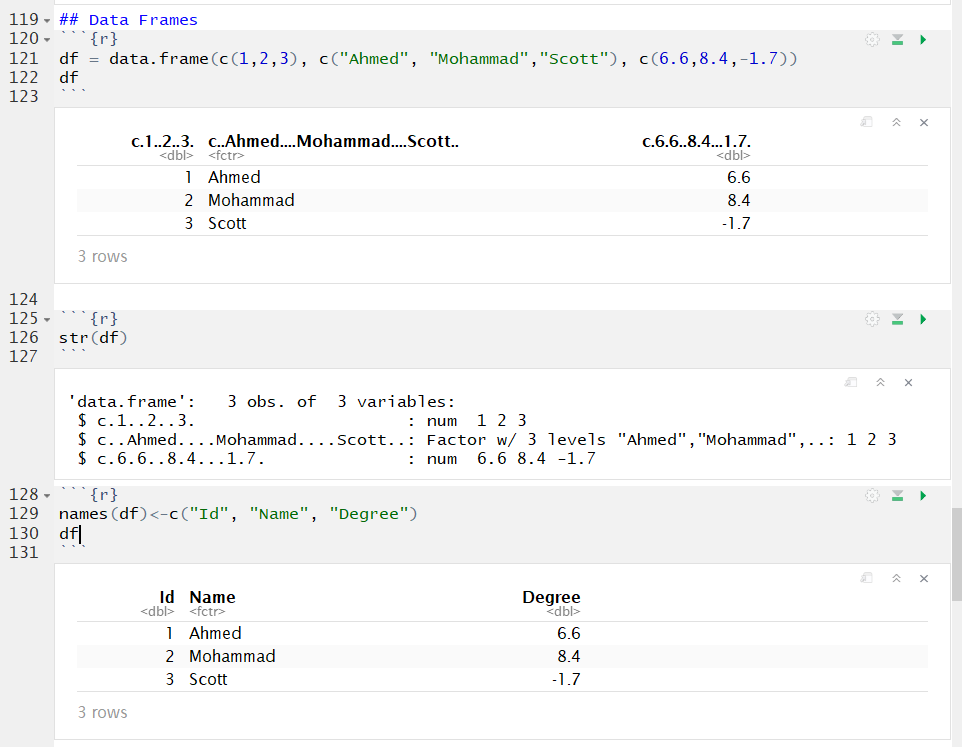 119 ## Data Frames
120 ```{r}
121 df = data.frame(c(1,2,3), c("Ahmed", "Mohammad","Scott"), c(6.6,8.4,-1.7))
122 df
123 ```
c.1..2..3. c..Ahmed....Mohammad....Scott.. c.6.6..8.4...1.7.
<dbl> <fctr> <dbl>
1 Ahmed 6.6
2 Mohammad 8.4
3 Scott -1.7
3 rows
124
125 ```{r}
126 str(df)
127 ```
'data.frame':   3 obs. of  3 variables:
$ c.1..2..3.                     : num  1 2 3
$ c..Ahmed....Mohammad....Scott..: Factor w/ 3 levels "Ahmed","Mohammad",..: 1 2 3
$ c.6.6..8.4...1.7.              : num  6.6 8.4 -1.7
128 ```{r}
129 names(df)<-c("Id", "Name", "Degree")
130 df
131 ```
Id Name Degree
<dbl> <fctr> <dbl>
1 Ahmed 6.6
2 Mohammad 8.4
3 Scott -1.7
3 rows